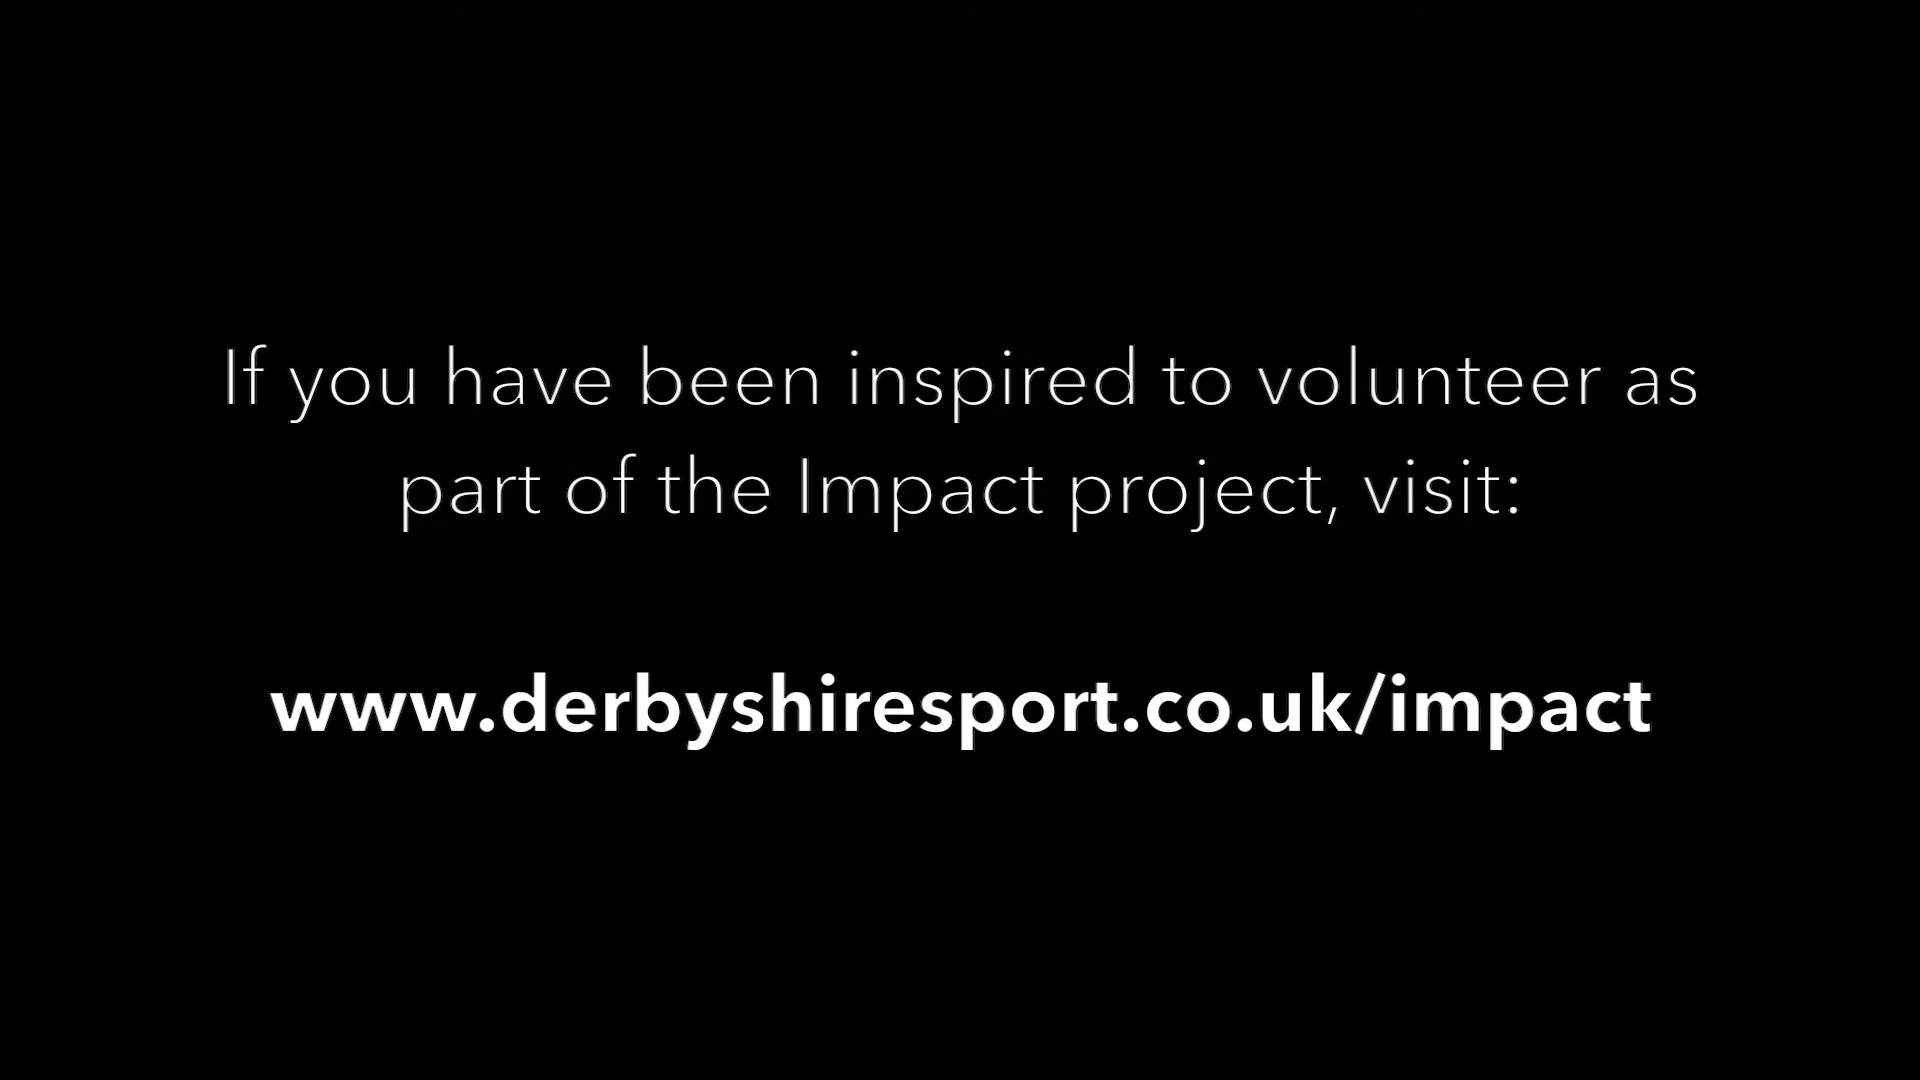 If you have been inspired to volunteer as
part of the Impact project, visit:
www.derbyshiresport.co.uk/impact